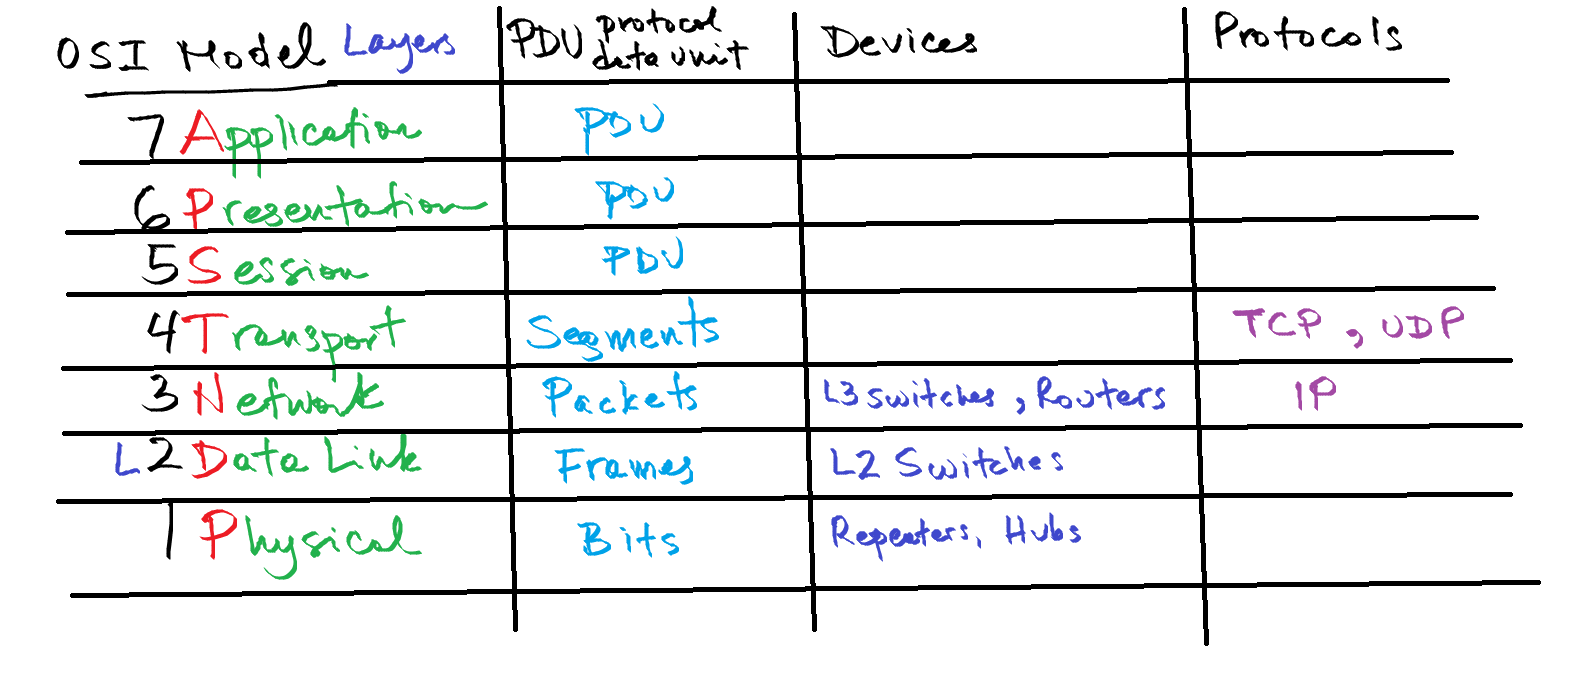 OSI Model Layers PDU protocol data unit Devices Protocols
7 Application PDU
6 Presentation PDU
5 Session PDU
4 Transport Segments TCP, UDP
3 Network Packets L3 switches, Routers IP
L2 Data Link Frames L2 Switches
1 Physical Bits Repeaters, Hubs